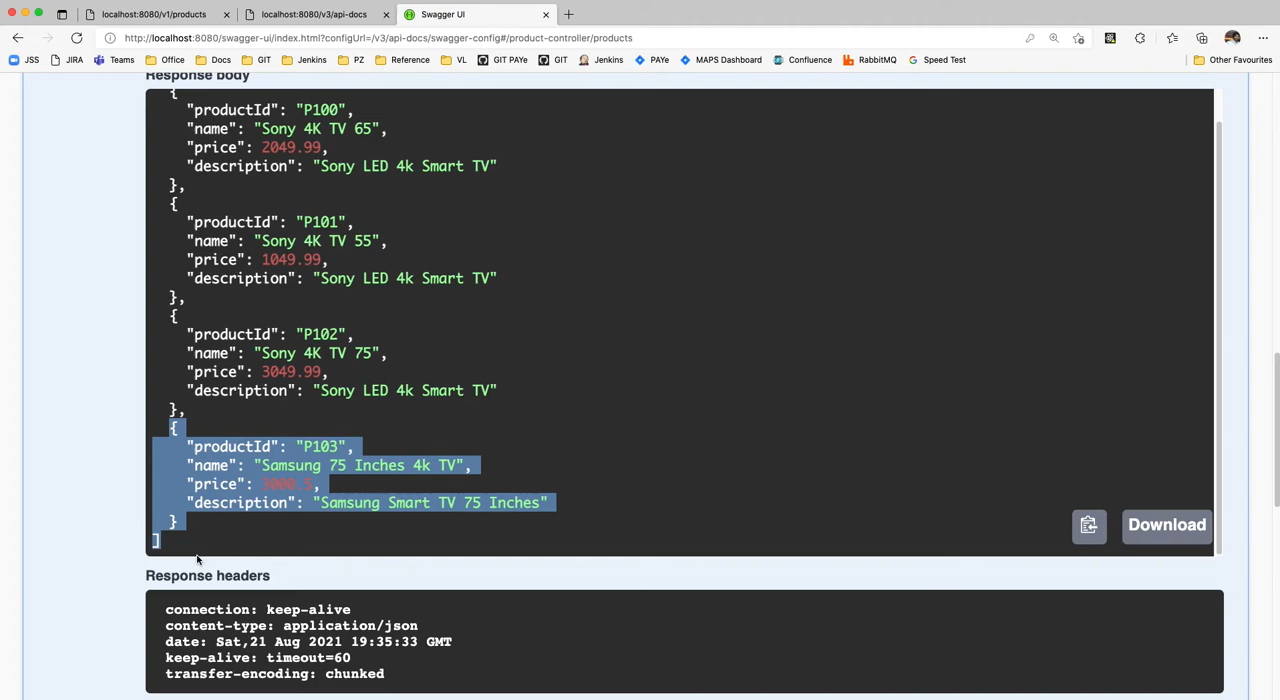 localhost:8080/v1/products
localhost:8080/v3/api-docs
Swagger UI
http://localhost:8080/swagger-ui/index.html?configUrl=/v3/api-docs/swagger-config#/product-controller/products
JSS
JIRA
Teams
Office
Docs
GIT
Jenkins
PZ
Reference
VL
GIT PAYe
GIT
Jenkins
PAYe
MAPS Dashboard
Confluence
RabbitMQ
Speed Test
Other Favourites
Response body
{
"productId": "P100",
"name": "Sony 4K TV 65",
"price": 2049.99,
"description": "Sony LED 4k Smart TV"
},
{
"productId": "P101",
"name": "Sony 4K TV 55",
"price": 1049.99,
"description": "Sony LED 4k Smart TV"
},
{
"productId": "P102",
"name": "Sony 4K TV 75",
"price": 3049.99,
"description": "Sony LED 4k Smart TV"
},
{
"productId": "P103",
"name": "Samsung 75 Inches 4k TV",
"price": 3000.5,
"description": "Samsung Smart TV 75 Inches"
}
]
Download
Response headers
connection: keep-alive
content-type: application/json
date: Sat,21 Aug 2021 19:35:33 GMT
keep-alive: timeout=60
transfer-encoding: chunked